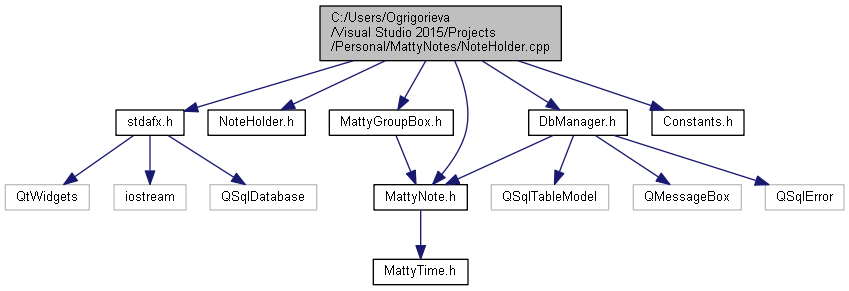 C:/Users/Ogrigorieva
/Visual Studio 2015/Projects
/Personal/MattyNotes/NoteHolder.cpp
stdafx.h
NoteHolder.h
MattyGroupBox.h
DbManager.h
Constants.h
QtWidgets
iostream
QSqlDatabase
MattyNote.h
QSqlTableModel
QMessageBox
QSqlError
MattyTime.h